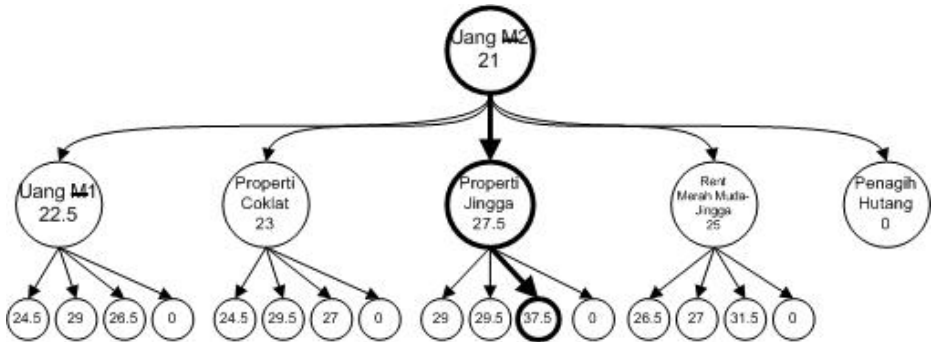 Uang M2
21
Uang M1
22.5
Properti
Coklat
23
Properti
Jingga
27.5
Rent
Merah Muda-
Jingga
25
Penagih
Hutang
0
24.5
29
26.5
0
24.5
29.5
27
0
29
29.5
37.5
0
26.5
27
31.5
0